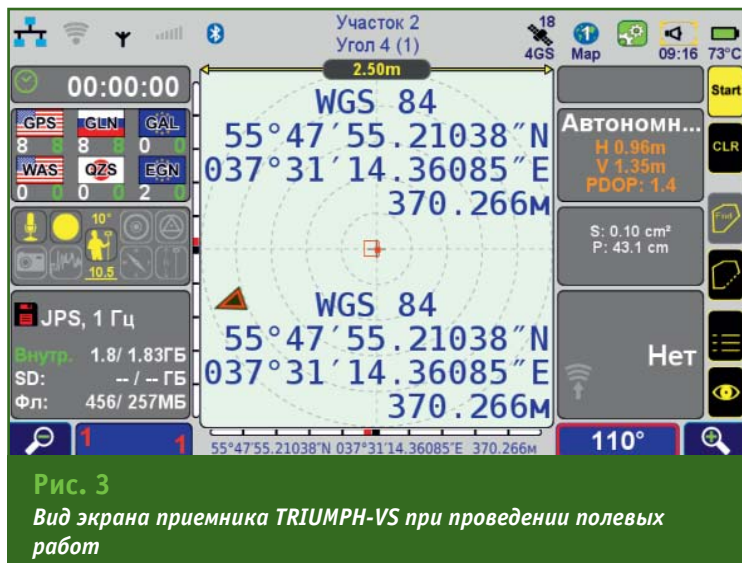 Участок 2
Угол 4 (1)
18
4GS
Map
09:16
73°C
00:00:00
2.50m
Start
GPS GLN GAL
8 8 8 8 0 0
WAS QZS EGN
0 0 0 0 2 0
WGS 84
55°47′55.21038″N
037°31′14.36085″E
370.266м
Автономн...
H 0.96m
V 1.35m
PDOP: 1.4
CLR
10°
10.5
S: 0.10 cm²
P: 43.1 cm
JPS, 1 Гц
Внутр. 1.8/ 1.83ГБ
SD: -- / -- ГБ
Фл: 456/ 257МБ
WGS 84
55°47′55.21038″N
037°31′14.36085″E
370.266м
Нет
1 1
55°47′55.21038″N 037°31′14.36085″E 370.266м
110°
Рис. 3
Вид экрана приемника TRIUMPH-VS при проведении полевых
работ